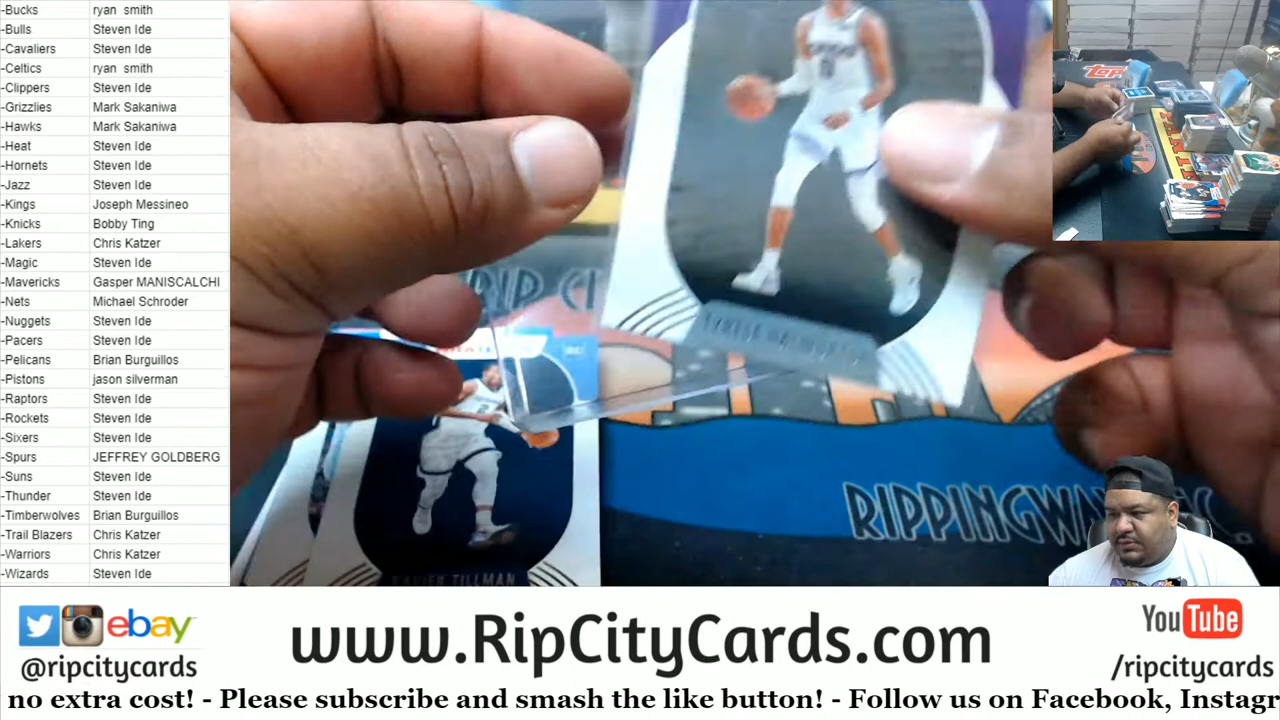 -Bucks ryan smith
-Bulls Steven Ide
-Cavaliers Steven Ide
-Celtics ryan smith
-Clippers Steven Ide
-Grizzlies Mark Sakaniwa
-Hawks Mark Sakaniwa
-Heat Steven Ide
-Hornets Steven Ide
-Jazz Steven Ide
-Kings Joseph Messineo
-Knicks Bobby Ting
-Lakers Chris Katzer
-Magic Steven Ide
-Mavericks Gasper MANISCALCHI
-Nets Michael Schroder
-Nuggets Steven Ide
-Pacers Steven Ide
-Pelicans Brian Burguillos
-Pistons jason silverman
-Raptors Steven Ide
-Rockets Steven Ide
-Sixers Steven Ide
-Spurs JEFFREY GOLDBERG
-Suns Steven Ide
-Thunder Steven Ide
-Timberwolves Brian Burguillos
-Trail Blazers Chris Katzer
-Warriors Chris Katzer
-Wizards Steven Ide
RIP CI
RIPPINGWA
XAVIER TILLMAN
topps
ebay
@ripcitycards
www.RipCityCards.com
YouTube
/ripcitycards
no extra cost! - Please subscribe and smash the like button! - Follow us on Facebook, Instagr